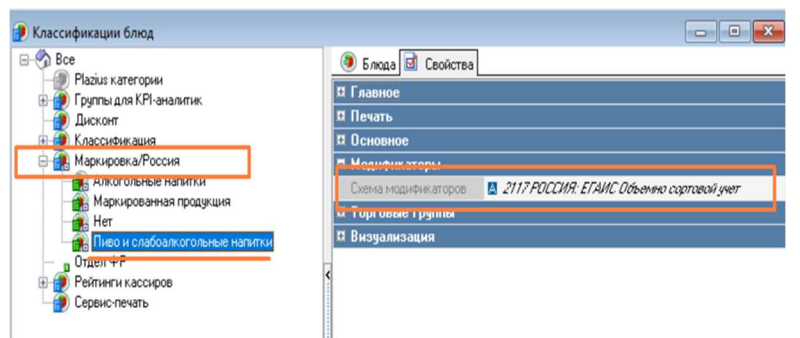 Классификации блюд
Все
Plazius категории
Группы для KPI-аналитик
Дисконт
Классификация
Маркировка/Россия
Алкогольные напитки
Маркированная продукция
Нет
Пиво и слабоалкогольные напитки
Отдел ФР
Рейтинги кассиров
Сервис-печать
Блюда
Свойства
Главное
Печать
Основное
Модификаторы
Схема модификаторов 2117 РОССИЯ: ЕГАИС Объемно сортовой учет
Торговые группы
Визуализация